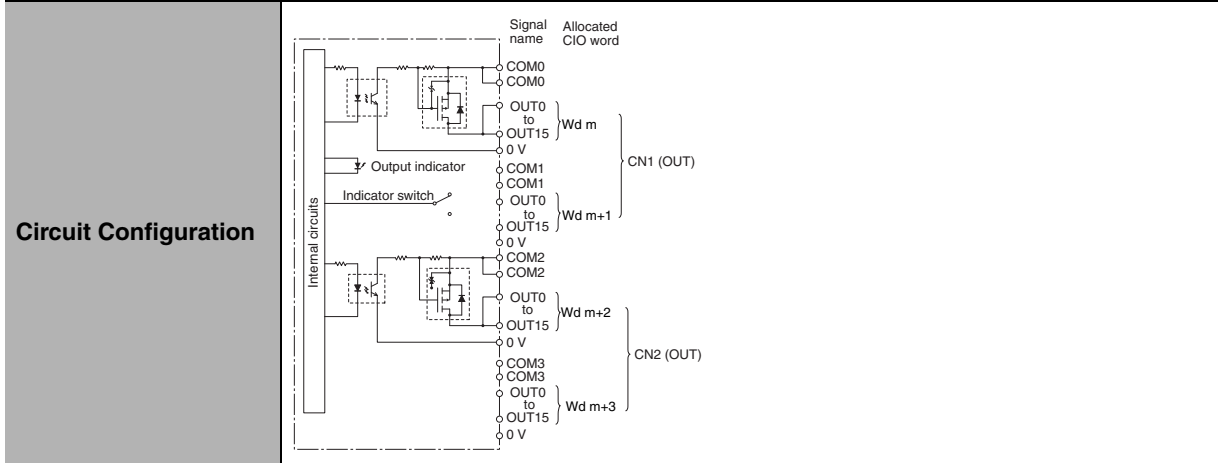 Circuit Configuration
Signal name
Allocated CIO word
Internal circuits
Output indicator
Indicator switch
COM0
COM0
OUT0
to
OUT15
Wd m
0 V
COM1
COM1
OUT0
to
OUT15
Wd m+1
0 V
CN1 (OUT)
COM2
COM2
OUT0
to
OUT15
Wd m+2
0 V
COM3
COM3
OUT0
to
OUT15
Wd m+3
0 V
CN2 (OUT)